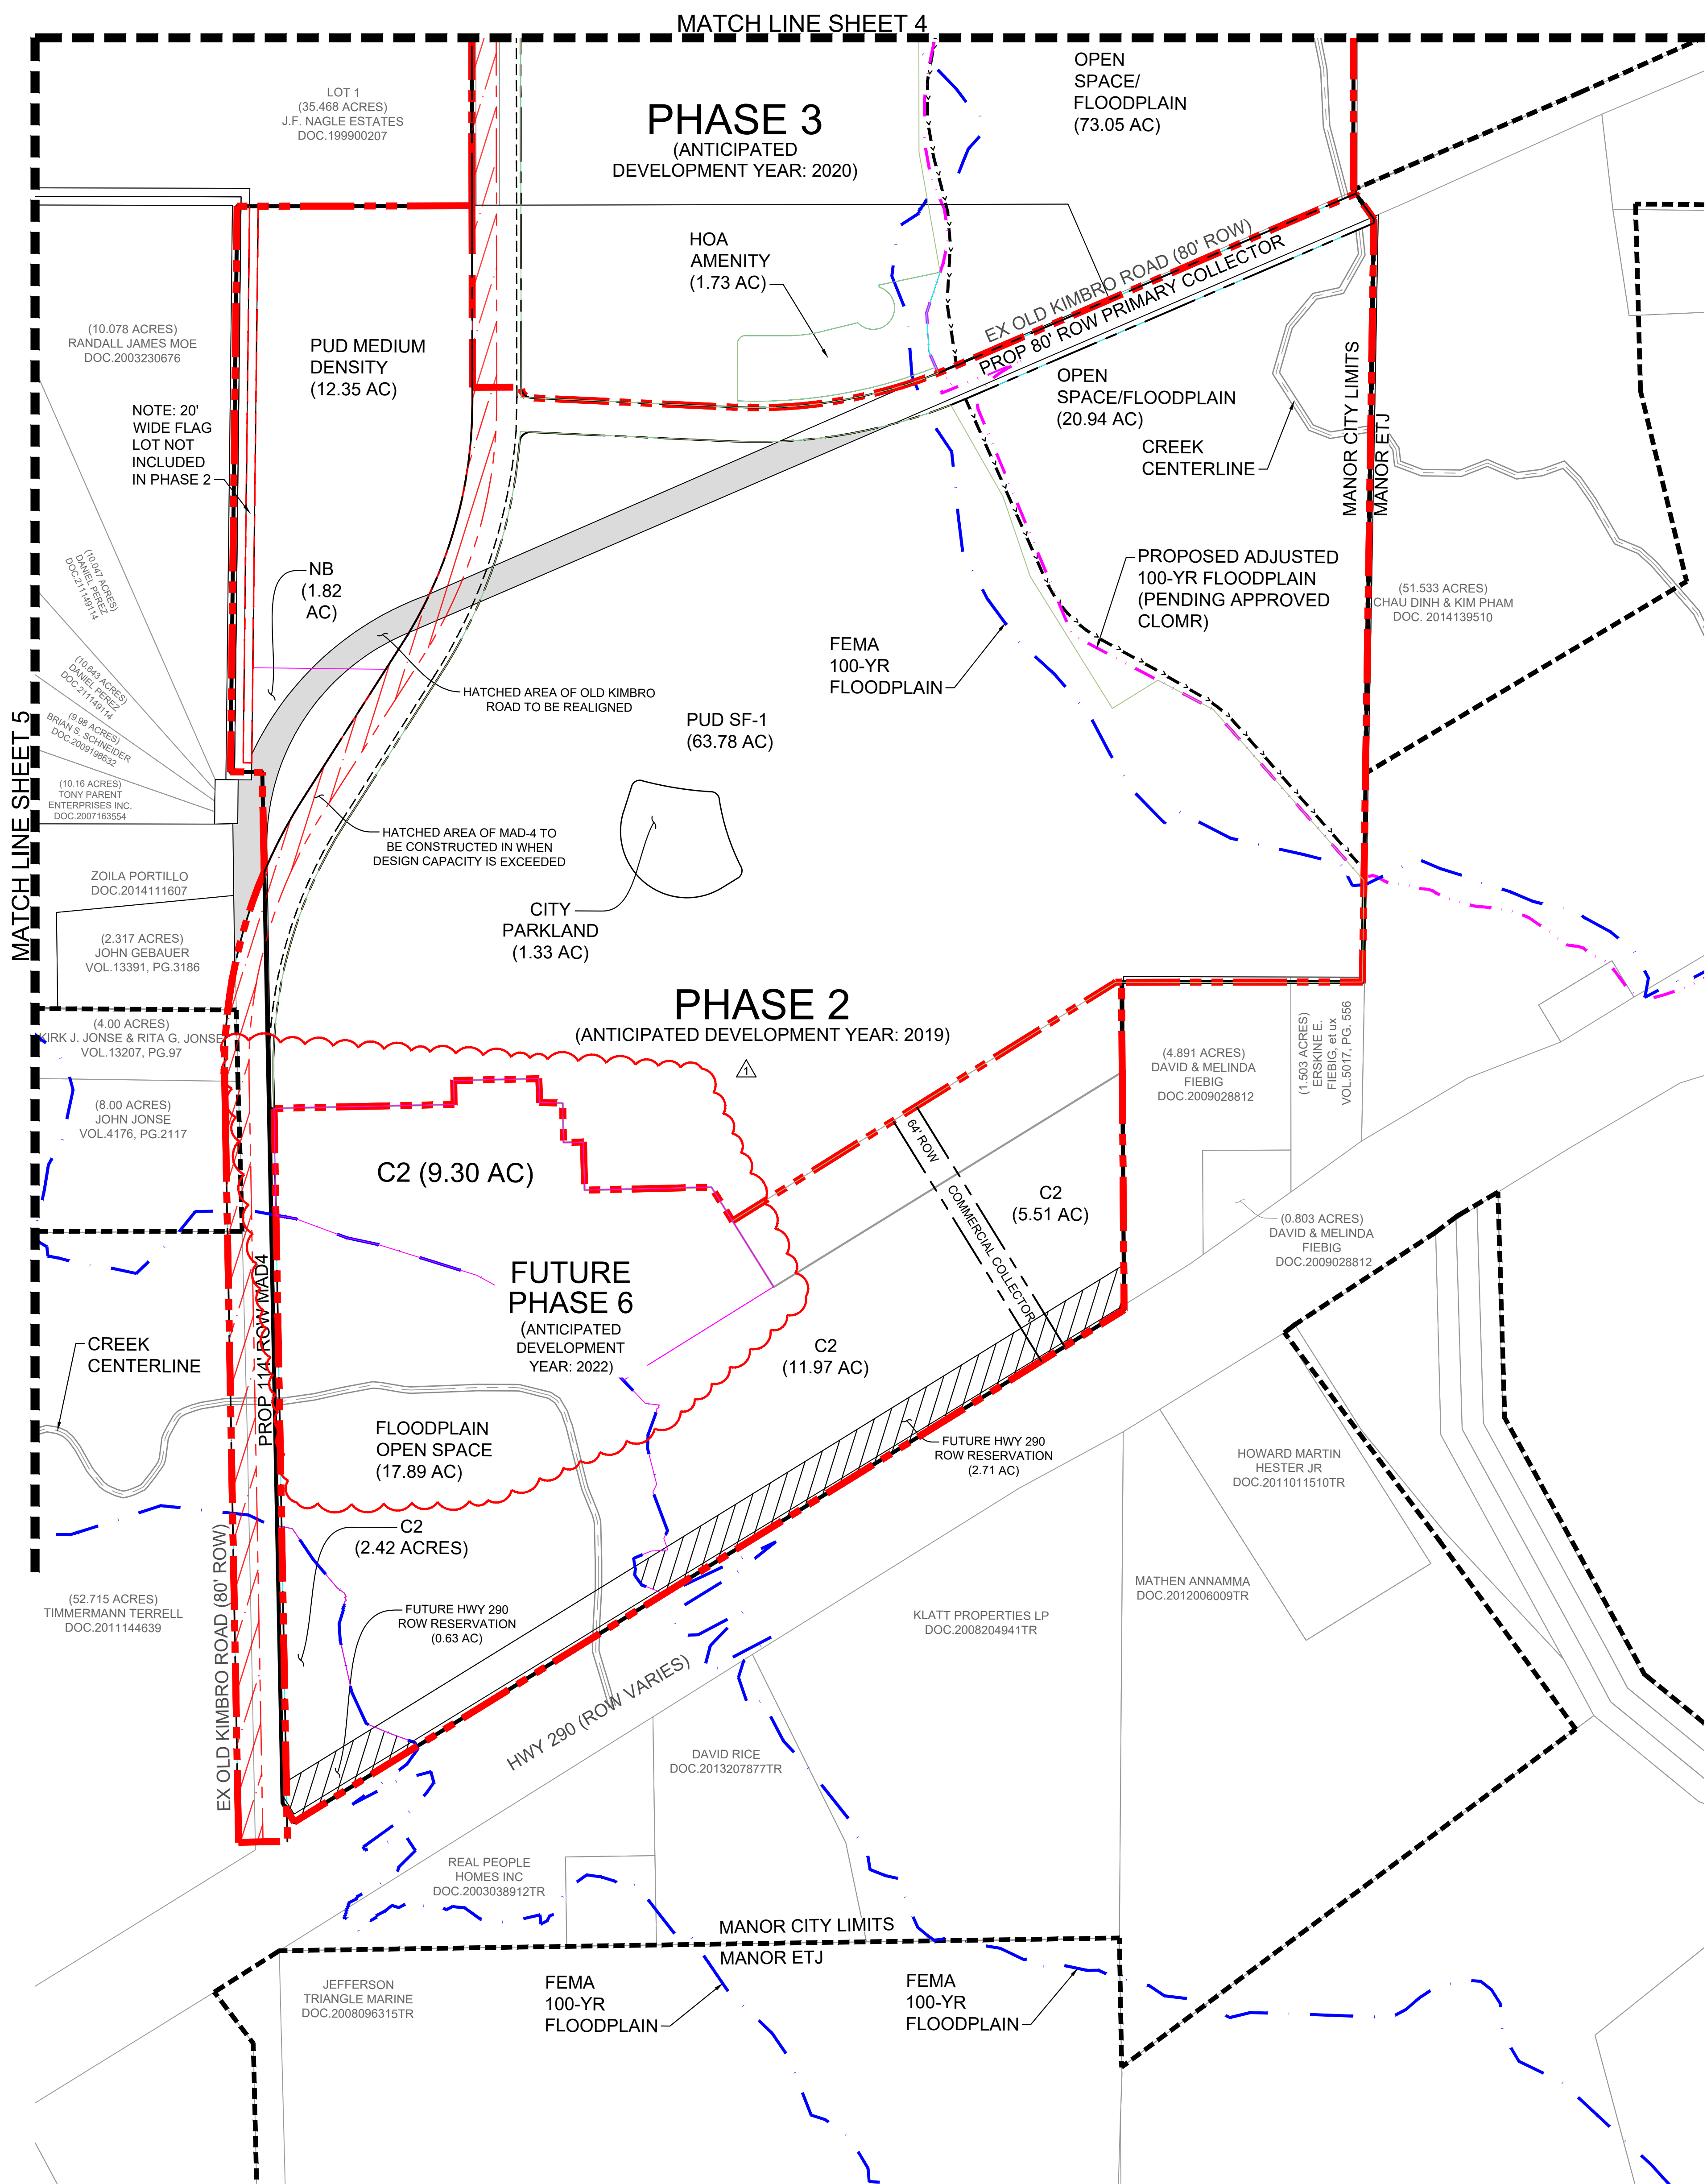 MATCH LINE SHEET 4
LOT 1
(35.468 ACRES)
J.F. NAGLE ESTATES
DOC.199900207
PHASE 3
(ANTICIPATED
DEVELOPMENT YEAR: 2020)
OPEN
SPACE/
FLOODPLAIN
(73.05 AC)
HOA
AMENITY
(1.73 AC)
EX OLD KIMBRO ROAD (80' ROW)
PROP 80' ROW PRIMARY COLLECTOR
(10.078 ACRES)
RANDALL JAMES MOE
DOC.2003230676
PUD MEDIUM
DENSITY
(12.35 AC)
NOTE: 20'
WIDE FLAG
LOT NOT
INCLUDED
IN PHASE 2
OPEN
SPACE/FLOODPLAIN
(20.94 AC)
CREEK
CENTERLINE
MANOR CITY LIMITS
MANOR ETJ
(10.047 ACRES)
DANIEL PEREZ
DOC.211149114
NB
(1.82
AC)
PROPOSED ADJUSTED
100-YR FLOODPLAIN
(PENDING APPROVED
CLOMR)
(51.533 ACRES)
CHAU DINH & KIM PHAM
DOC. 2014139510
(10.643 ACRES)
DANIEL PEREZ
DOC.211149114
FEMA
100-YR
FLOODPLAIN
HATCHED AREA OF OLD KIMBRO
ROAD TO BE REALIGNED
PUD SF-1
(63.78 AC)
(9.98 ACRES)
BRIAN S. SCHNEIDER
DOC.2009198632
MATCH LINE SHEET 5
(10.16 ACRES)
TONY PARENT
ENTERPRISES INC.
DOC.2007163554
HATCHED AREA OF MAD-4 TO
BE CONSTRUCTED IN WHEN
DESIGN CAPACITY IS EXCEEDED
ZOILA PORTILLO
DOC.2014111607
CITY
PARKLAND
(1.33 AC)
(2.317 ACRES)
JOHN GEBAUER
VOL.13391, PG.3186
PHASE 2
(ANTICIPATED DEVELOPMENT YEAR: 2019)
1
(4.00 ACRES)
KIRK J. JONSE & RITA G. JONSE
VOL.13207, PG.97
(4.891 ACRES)
DAVID & MELINDA
FIEBIG
DOC.2009028812
(1.503 ACRES)
ERSKINE E.
FIEBIG, et ux
VOL.5017, PG. 556
(8.00 ACRES)
JOHN JONSE
VOL.4176, PG.2117
C2 (9.30 AC)
64' ROW
COMMERCIAL COLLECTOR
C2
(5.51 AC)
(0.803 ACRES)
DAVID & MELINDA
FIEBIG
DOC.2009028812
FUTURE
PHASE 6
(ANTICIPATED
DEVELOPMENT
YEAR: 2022)
PROP 114' ROW MAD4
CREEK
CENTERLINE
C2
(11.97 AC)
FLOODPLAIN
OPEN SPACE
(17.89 AC)
FUTURE HWY 290
ROW RESERVATION
(2.71 AC)
HOWARD MARTIN
HESTER JR
DOC.2011011510TR
C2
(2.42 ACRES)
EX OLD KIMBRO ROAD (80' ROW)
(52.715 ACRES)
TIMMERMANN TERRELL
DOC.2011144639
FUTURE HWY 290
ROW RESERVATION
(0.63 AC)
MATHEN ANNAMMA
DOC.2012006009TR
KLATT PROPERTIES LP
DOC.2008204941TR
HWY 290 (ROW VARIES)
DAVID RICE
DOC.2013207877TR
REAL PEOPLE
HOMES INC
DOC.2003038912TR
MANOR CITY LIMITS
MANOR ETJ
JEFFERSON
TRIANGLE MARINE
DOC.2008096315TR
FEMA
100-YR
FLOODPLAIN
FEMA
100-YR
FLOODPLAIN